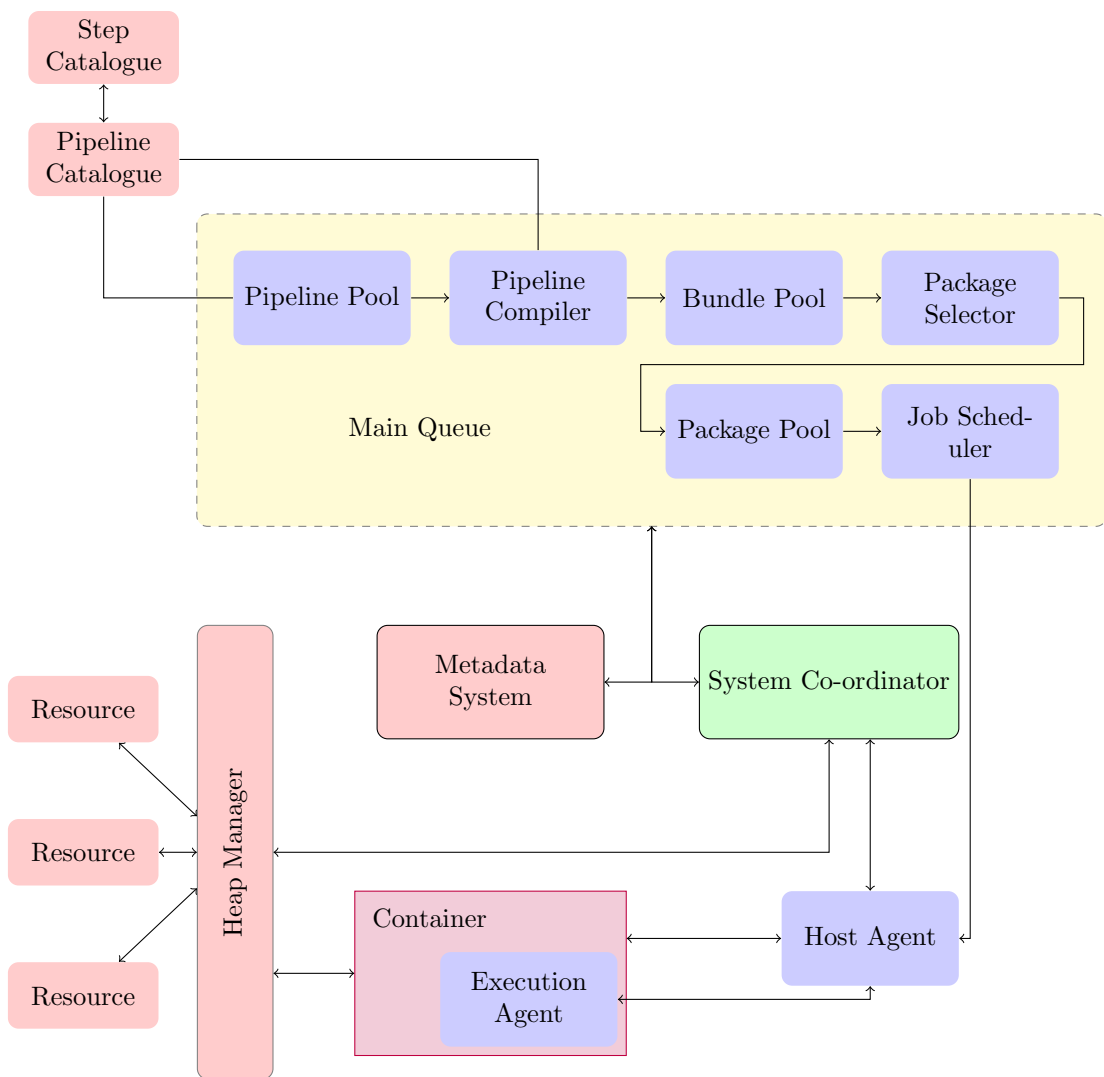 Step
Catalogue
Pipeline
Catalogue
Pipeline Pool
Pipeline
Compiler
Bundle Pool
Package
Selector
Main Queue
Package Pool
Job Sched-
uler
Metadata
System
System Co-ordinator
Resource
Resource
Resource
Heap Manager
Container
Execution
Agent
Host Agent